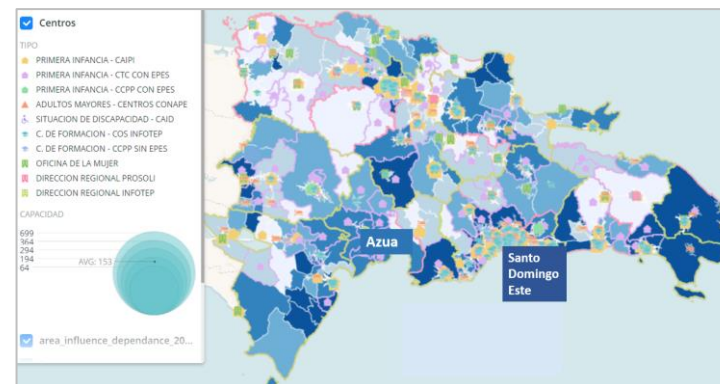 Centros
TIPO
PRIMERA INFANCIA - CAIPI
PRIMERA INFANCIA - CTC CON EPES
PRIMERA INFANCIA - CCPP CON EPES
ADULTOS MAYORES - CENTROS CONAPE
SITUACION DE DISCAPACIDAD - CAID
C. DE FORMACION - COS INFOTEP
C. DE FORMACION - CCPP SIN EPES
OFICINA DE LA MUJER
DIRECCION REGIONAL PROSOLI
DIRECCION REGIONAL INFOTEP
CAPACIDAD
699
364
294
194
64
AVG: 153
area_influence_dependance_20...
Azua
Santo
Domingo
Este